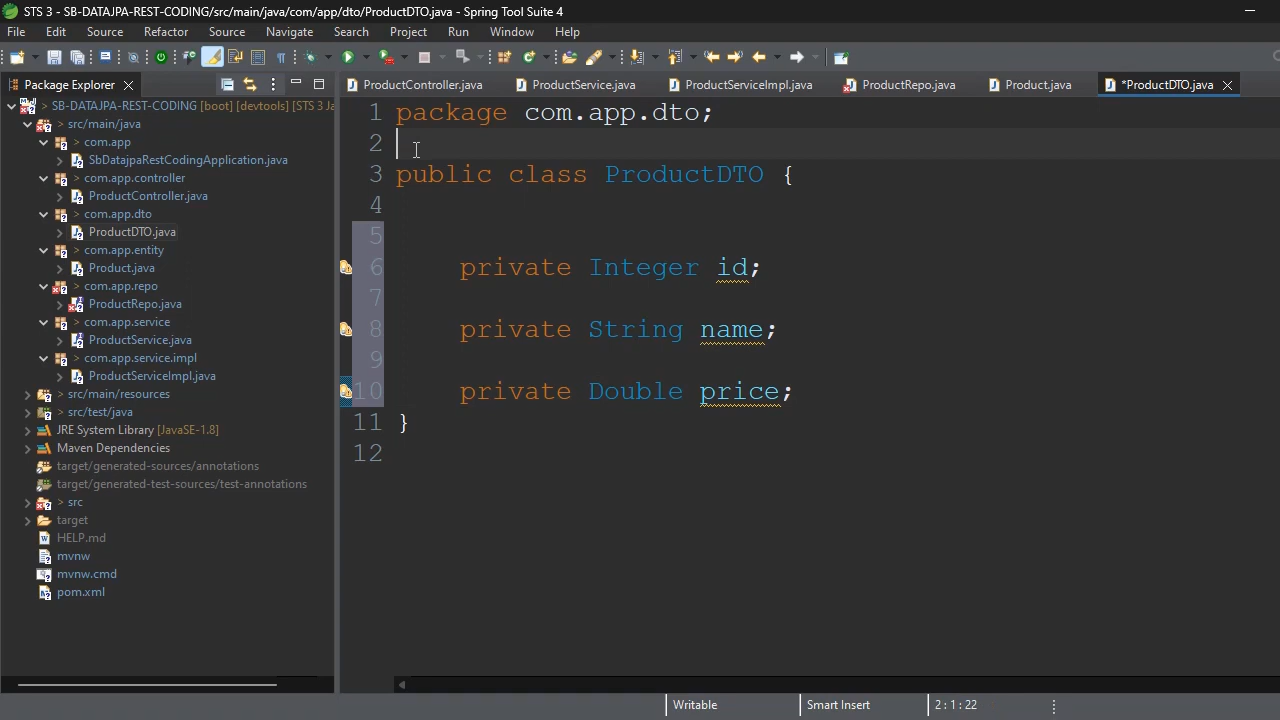 STS 3 - SB-DATAJPA-REST-CODING/src/main/java/com/app/dto/ProductDTO.java - Spring Tool Suite 4
File Edit Source Refactor Source Navigate Search Project Run Window Help
Package Explorer
ProductController.java ProductService.java ProductServiceImpl.java ProductRepo.java Product.java *ProductDTO.java
> SB-DATAJPA-REST-CODING [boot] [devtools] [STS 3 Ja
> src/main/java
> com.app
SbDatajpaRestCodingApplication.java
> com.app.controller
ProductController.java
> com.app.dto
ProductDTO.java
> com.app.entity
Product.java
> com.app.repo
ProductRepo.java
> com.app.service
ProductService.java
> com.app.service.impl
ProductServiceImpl.java
> src/main/resources
> src/test/java
JRE System Library [JavaSE-1.8]
Maven Dependencies
target/generated-sources/annotations
target/generated-test-sources/test-annotations
> src
target
HELP.md
mvnw
mvnw.cmd
pom.xml
1 package com.app.dto;
2
3 public class ProductDTO {
4
5
6 private Integer id;
7
8 private String name;
9
10 private Double price;
11 }
12
Writable Smart Insert 2 : 1 : 22